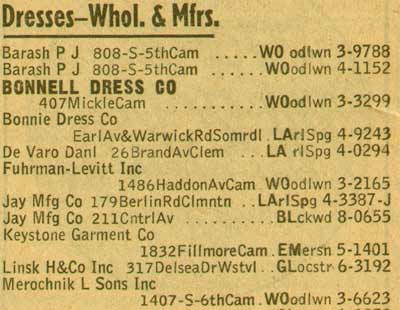 Dresses–Whol. & Mfrs.
Barash P J 808-S-5thCam .....WO odlwn 3-9788
Barash P J 808-S-5thCam .....WOodlwn 4-1152
BONNELL DRESS CO
407MickleCam ..........WOodlwn 3-3299
Bonnie Dress Co
EarlAv&WarwickRdSomrdl .LArlSpg 4-9243
De Varo Danl 26BrandAvClem ...LA rlSpg 4-0294
Fuhrman-Levitt Inc
1486HaddonAvCam .WOodlwn 3-2165
Jay Mfg Co 179BerlinRdClmntn ..LArlSpg 4-3387-J
Jay Mfg Co 211CntrlAv .........BLckwd 8-0655
Keystone Garment Co
1832FillmoreCam .EMersn 5-1401
Linsk H&Co Inc 317DelseaDrWstvl ..GLocstr 6-3192
Merochnik L Sons Inc
1407-S-6thCam .WOodlwn 3-6623